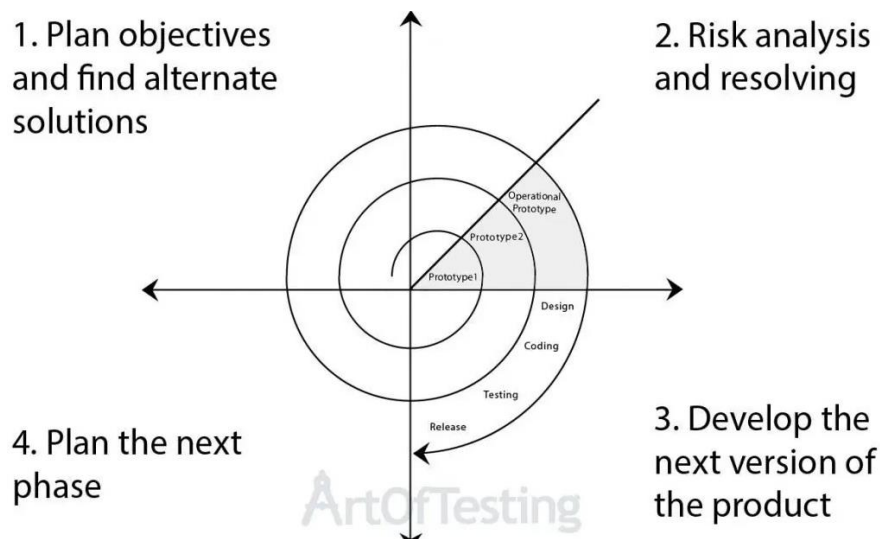 1. Plan objectives
and find alternate
solutions
2. Risk analysis
and resolving
Operational
Prototype
Prototype2
Prototype1
Design
Coding
Testing
Release
4. Plan the next
phase
3. Develop the
next version of
the product
ArtOfTesting